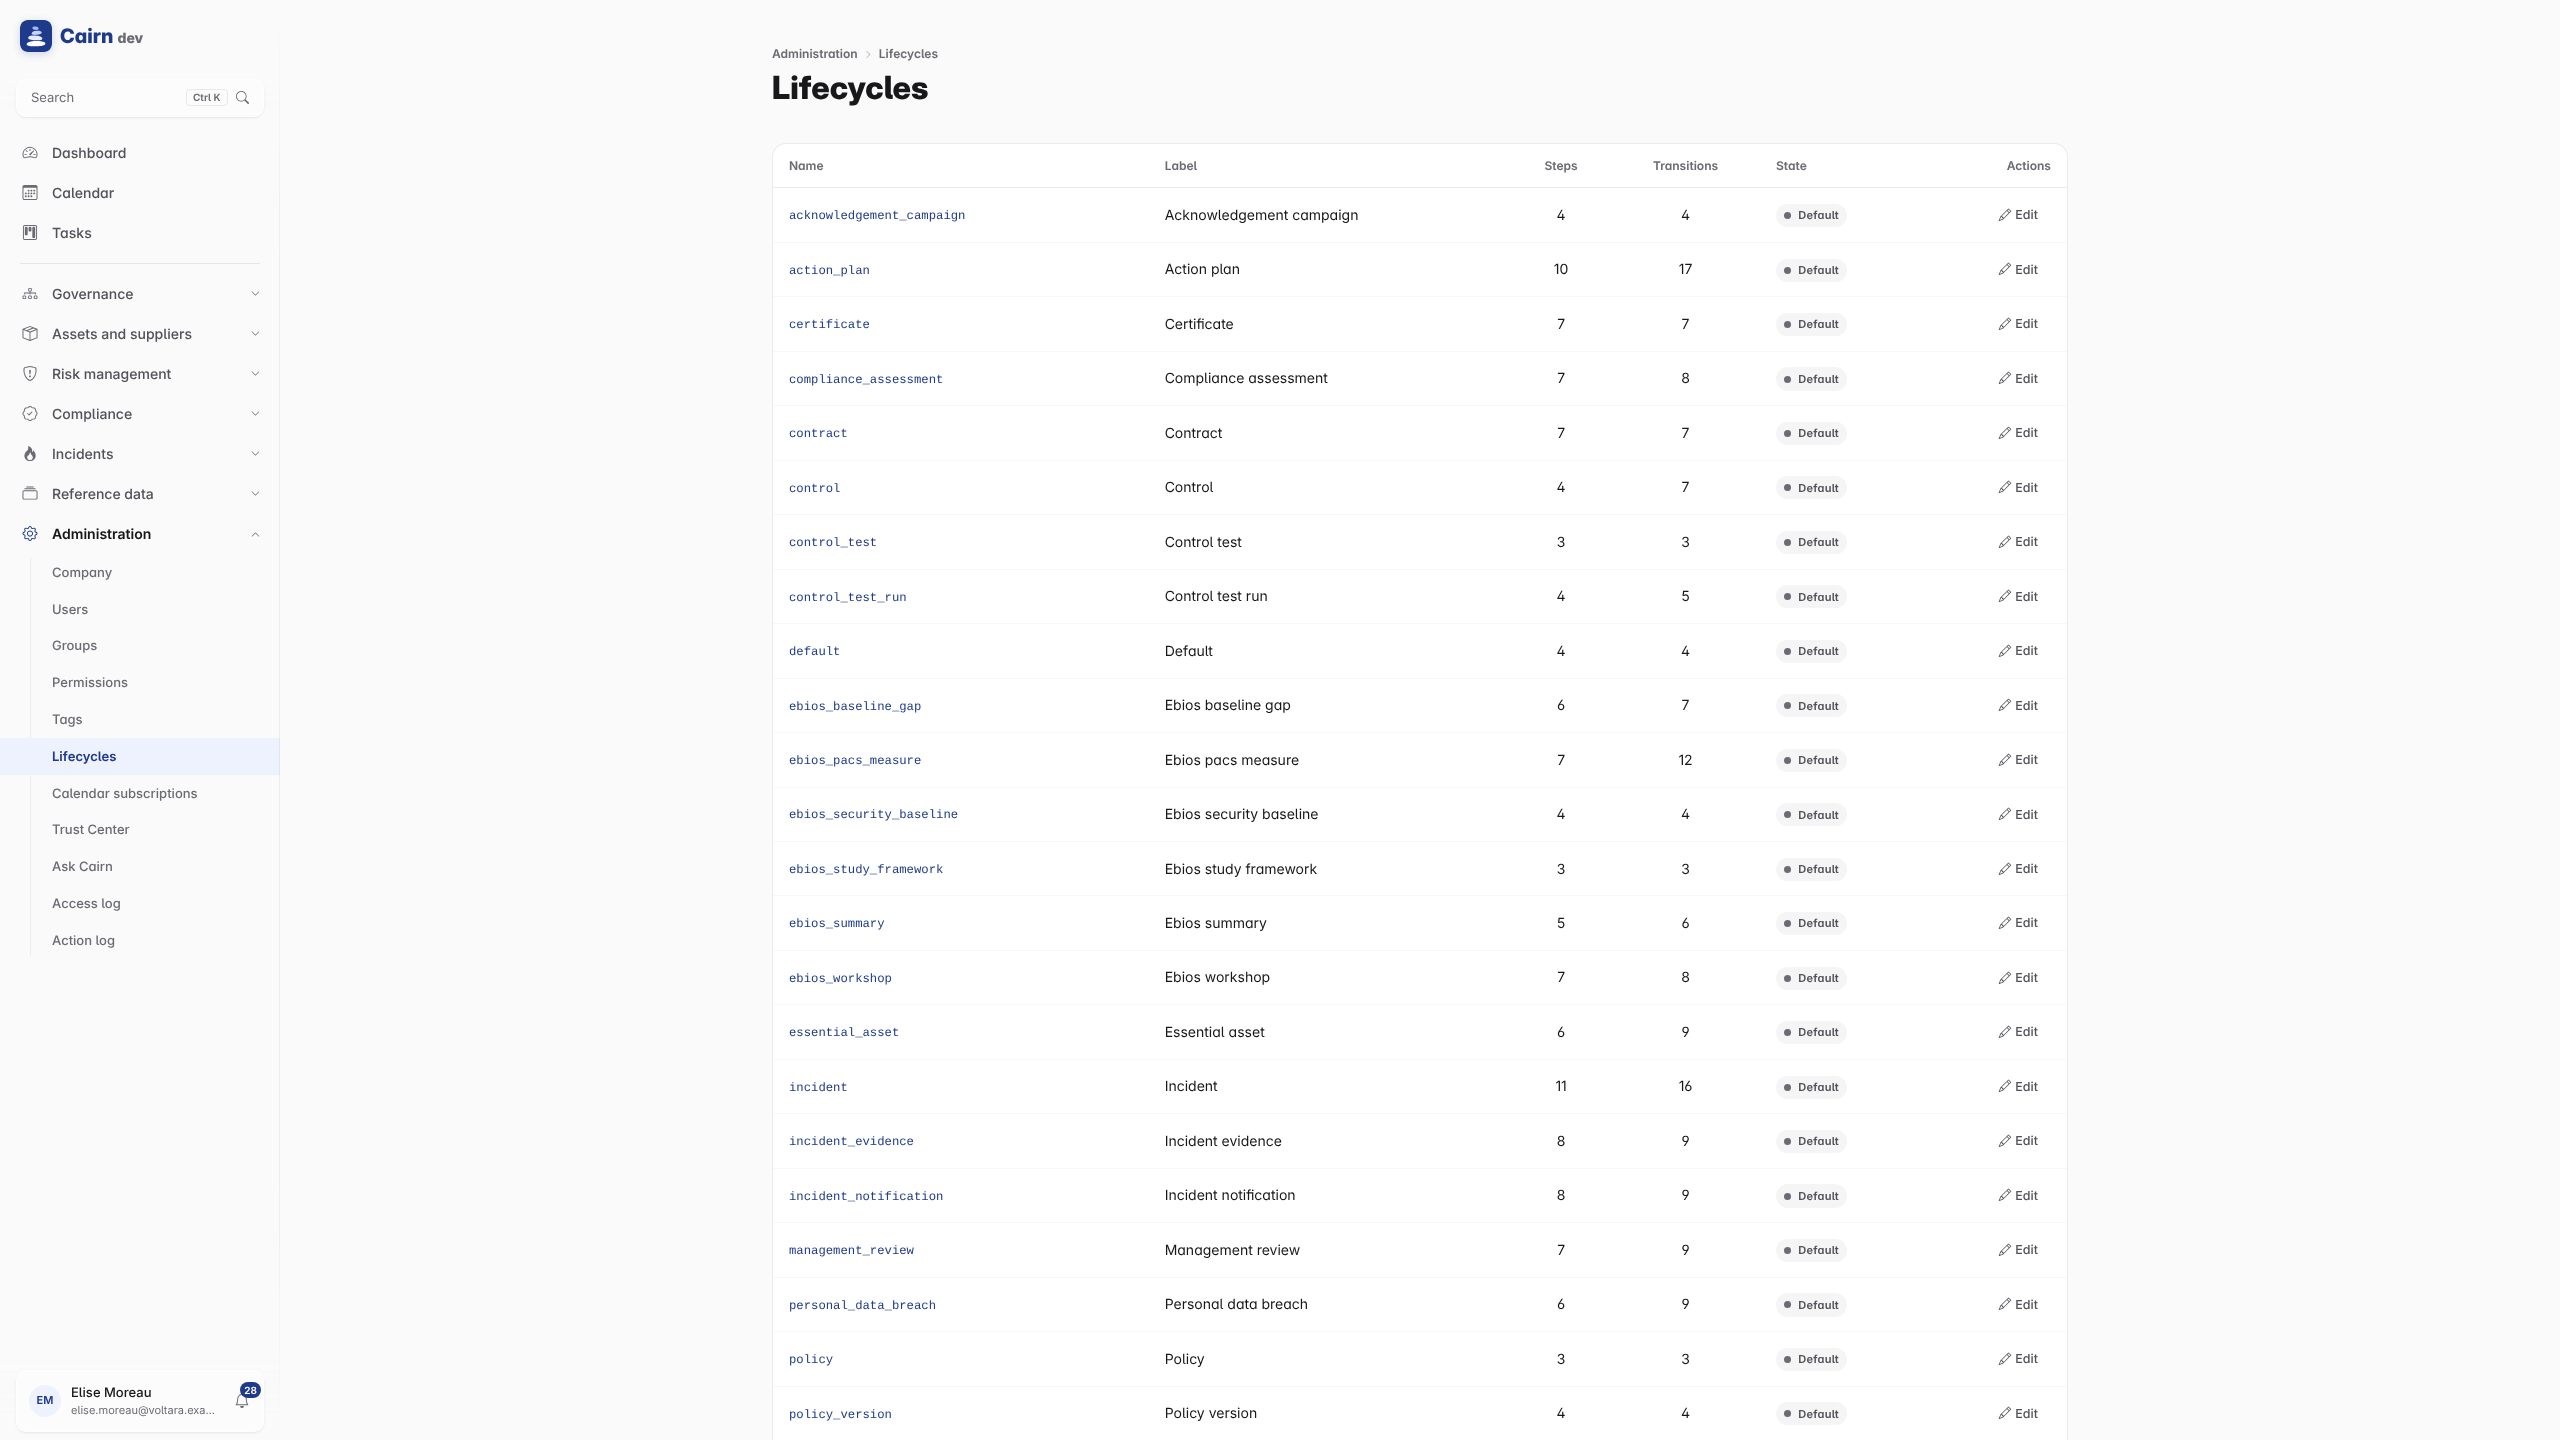 Cairn dev
Search Ctrl K
Dashboard
Calendar
Tasks
Governance
Assets and suppliers
Risk management
Compliance
Incidents
Reference data
Administration
Company
Users
Groups
Permissions
Tags
Lifecycles
Calendar subscriptions
Trust Center
Ask Cairn
Access log
Action log
EM
Elise Moreau
elise.moreau@voltara.exa...
28
Administration > Lifecycles
Lifecycles
Name Label Steps Transitions State Actions
acknowledgement_campaign Acknowledgement campaign 4 4 Default Edit
action_plan Action plan 10 17 Default Edit
certificate Certificate 7 7 Default Edit
compliance_assessment Compliance assessment 7 8 Default Edit
contract Contract 7 7 Default Edit
control Control 4 7 Default Edit
control_test Control test 3 3 Default Edit
control_test_run Control test run 4 5 Default Edit
default Default 4 4 Default Edit
ebios_baseline_gap Ebios baseline gap 6 7 Default Edit
ebios_pacs_measure Ebios pacs measure 7 12 Default Edit
ebios_security_baseline Ebios security baseline 4 4 Default Edit
ebios_study_framework Ebios study framework 3 3 Default Edit
ebios_summary Ebios summary 5 6 Default Edit
ebios_workshop Ebios workshop 7 8 Default Edit
essential_asset Essential asset 6 9 Default Edit
incident Incident 11 16 Default Edit
incident_evidence Incident evidence 8 9 Default Edit
incident_notification Incident notification 8 9 Default Edit
management_review Management review 7 9 Default Edit
personal_data_breach Personal data breach 6 9 Default Edit
policy Policy 3 3 Default Edit
policy_version Policy version 4 4 Default Edit